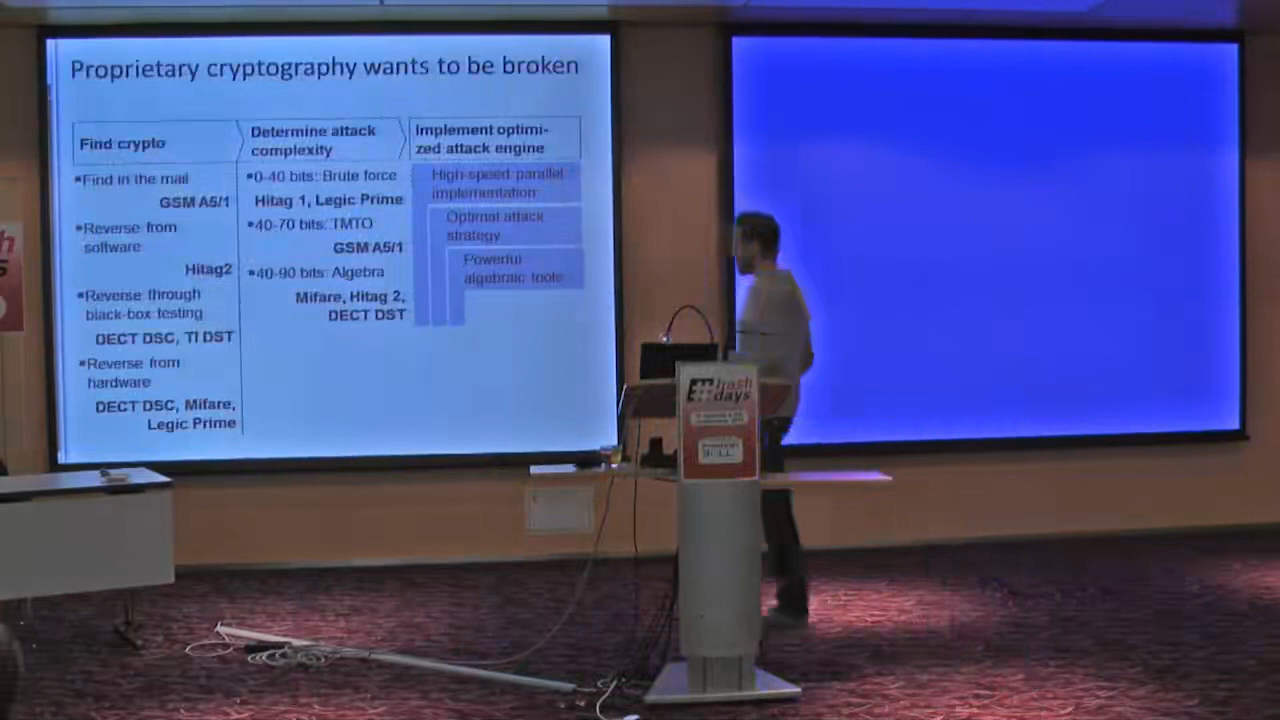 Proprietary cryptography wants to be broken
Find crypto
▪Find in the mail
GSM A5/1
▪Reverse from
software
Hitag2
▪Reverse through
black-box testing
DECT DSC, TI DST
▪Reverse from
hardware
DECT DSC, Mifare,
Legic Prime
Determine attack
complexity
▪0-40 bits: Brute force
Hitag 1, Legic Prime
▪40-70 bits: TMTO
GSM A5/1
▪40-90 bits: Algebra
Mifare, Hitag 2,
DECT DST
Implement optimi-
zed attack engine
High-speed parallel
implementation
Optimal attack
strategy
Powerful
algebraic tools
hash
days